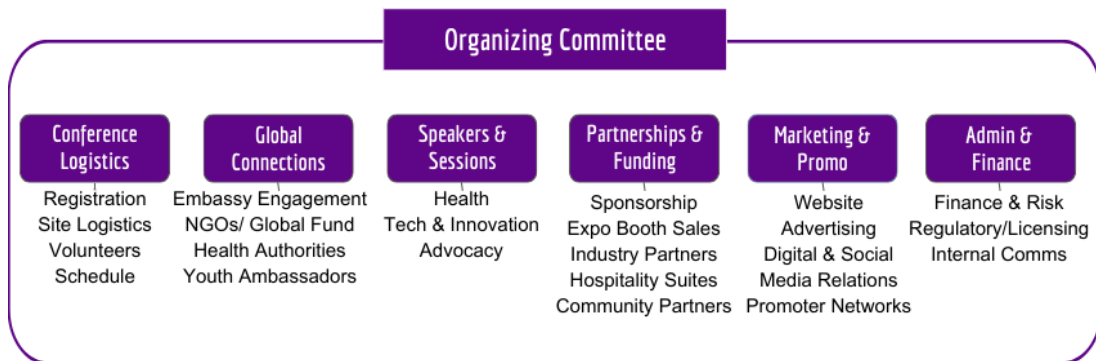 Organizing Committee
Conference
Logistics
Registration
Site Logistics
Volunteers
Schedule
Global
Connections
Embassy Engagement
NGOs/ Global Fund
Health Authorities
Youth Ambassadors
Speakers &
Sessions
Health
Tech & Innovation
Advocacy
Partnerships &
Funding
Sponsorship
Expo Booth Sales
Industry Partners
Hospitality Suites
Community Partners
Marketing &
Promo
Website
Advertising
Digital & Social
Media Relations
Promoter Networks
Admin &
Finance
Finance & Risk
Regulatory/Licensing
Internal Comms